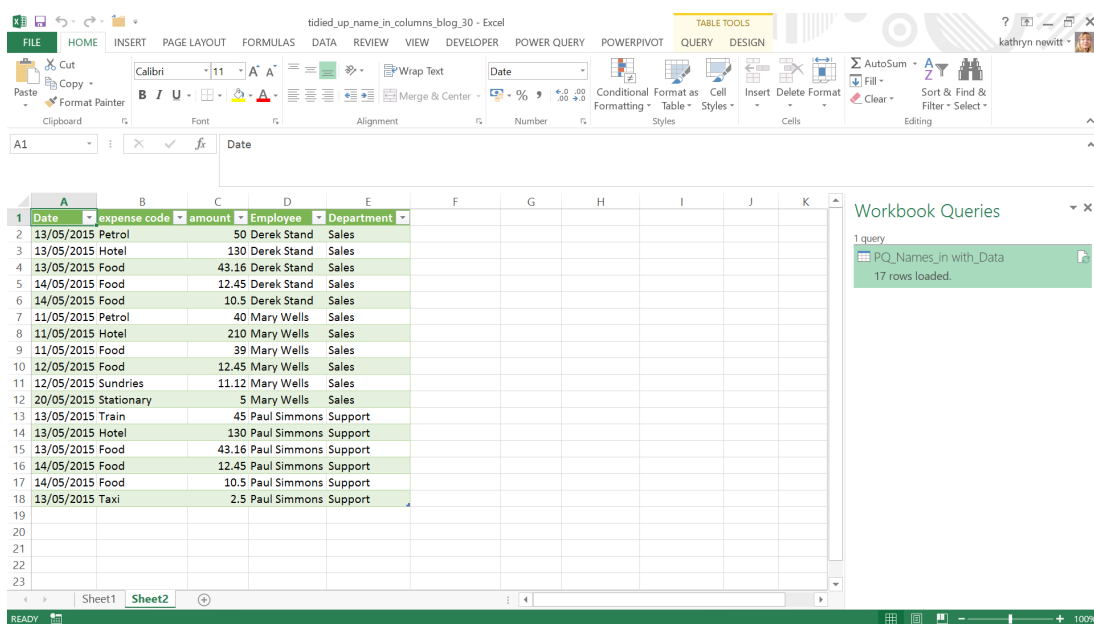 tidied_up_name_in_columns_blog_30 - Excel
TABLE TOOLS
?
FILE HOME INSERT PAGE LAYOUT FORMULAS DATA REVIEW VIEW DEVELOPER POWER QUERY POWERPIVOT QUERY DESIGN kathryn newitt
Paste
Cut
Copy
Format Painter
Clipboard
Calibri 11 A A
B I U A
Font
Wrap Text
Merge & Center
Alignment
Date
% , .00 .00
Number
Conditional Formatting
Format as Table
Cell Styles
Styles
Insert Delete Format
Cells
AutoSum
Fill
Clear
Sort & Filter
Find & Select
Editing
A1 fx Date
A B C D E F G H I J K
1 Date expense code amount Employee Department
2 13/05/2015 Petrol 50 Derek Stand Sales
3 13/05/2015 Hotel 130 Derek Stand Sales
4 13/05/2015 Food 43.16 Derek Stand Sales
5 14/05/2015 Food 12.45 Derek Stand Sales
6 14/05/2015 Food 10.5 Derek Stand Sales
7 11/05/2015 Petrol 40 Mary Wells Sales
8 11/05/2015 Hotel 210 Mary Wells Sales
9 11/05/2015 Food 39 Mary Wells Sales
10 12/05/2015 Food 12.45 Mary Wells Sales
11 12/05/2015 Sundries 11.12 Mary Wells Sales
12 20/05/2015 Stationary 5 Mary Wells Sales
13 13/05/2015 Train 45 Paul Simmons Support
14 13/05/2015 Hotel 130 Paul Simmons Support
15 13/05/2015 Food 43.16 Paul Simmons Support
16 14/05/2015 Food 12.45 Paul Simmons Support
17 14/05/2015 Food 10.5 Paul Simmons Support
18 13/05/2015 Taxi 2.5 Paul Simmons Support
19
20
21
22
23
Workbook Queries
1 query
PQ_Names_in with_Data
17 rows loaded.
Sheet1 Sheet2
READY 100%